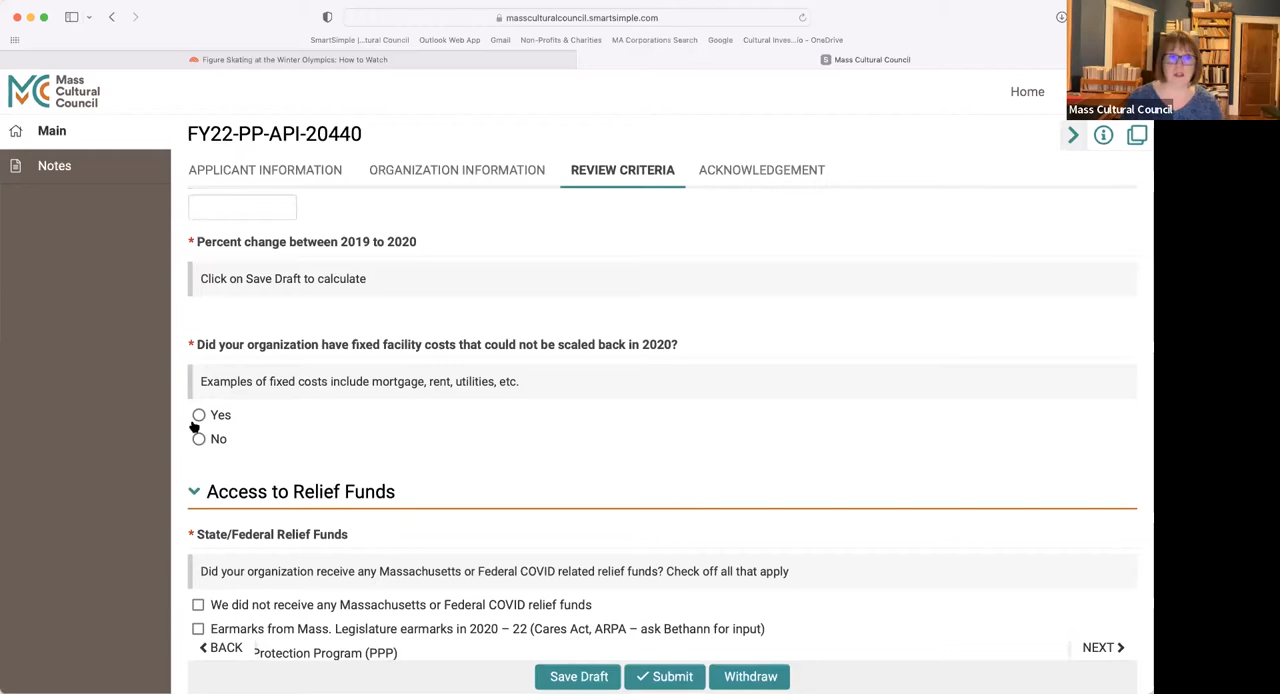 massculturalcouncil.smartsimple.com
SmartSimple |...tural Council Outlook Web App Gmail Non-Profits & Charities MA Corporations Search Google Cultural Inves...io - OneDrive
Figure Skating at the Winter Olympics: How to Watch
S Mass Cultural Council
Mass Cultural Council
MC Mass Cultural Council
Home
Main
FY22-PP-API-20440
Notes
APPLICANT INFORMATION ORGANIZATION INFORMATION REVIEW CRITERIA ACKNOWLEDGEMENT
* Percent change between 2019 to 2020
Click on Save Draft to calculate
* Did your organization have fixed facility costs that could not be scaled back in 2020?
Examples of fixed costs include mortgage, rent, utilities, etc.
Yes
No
Access to Relief Funds
* State/Federal Relief Funds
Did your organization receive any Massachusetts or Federal COVID related relief funds? Check off all that apply
We did not receive any Massachusetts or Federal COVID relief funds
Earmarks from Mass. Legislature earmarks in 2020 – 22 (Cares Act, ARPA – ask Bethann for input)
BACK
Protection Program (PPP)
NEXT
Save Draft Submit Withdraw